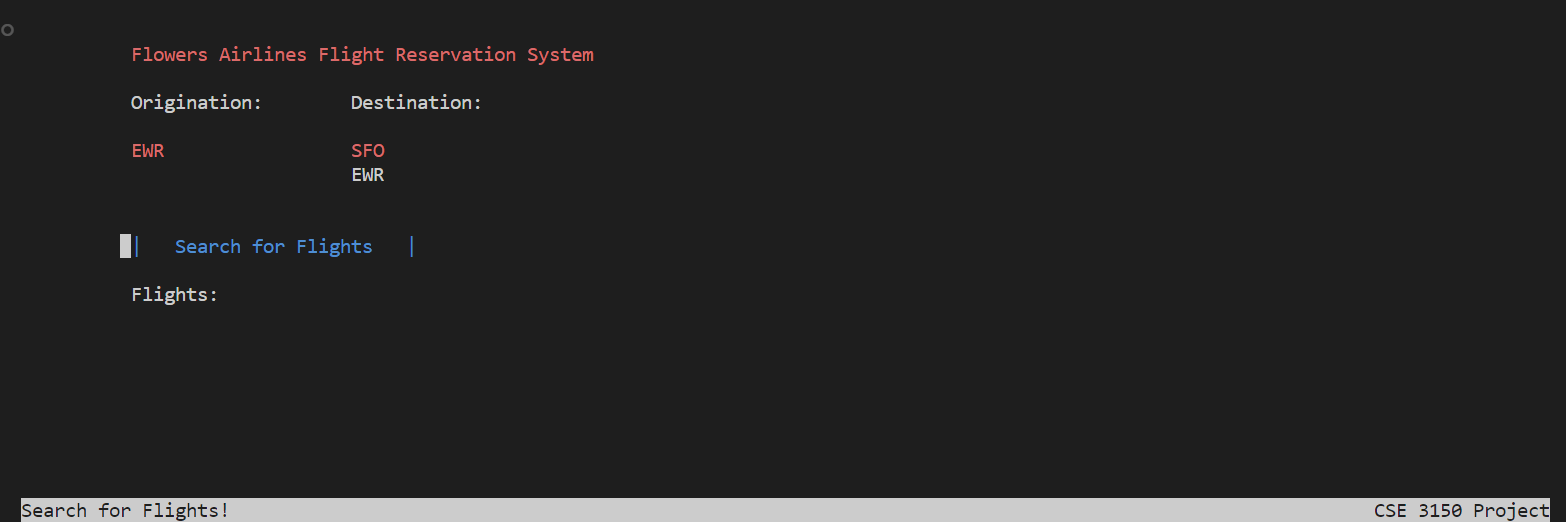 Flowers Airlines Flight Reservation System
Origination: Destination:
EWR SFO
EWR
| Search for Flights |
Flights:
Search for Flights! CSE 3150 Project